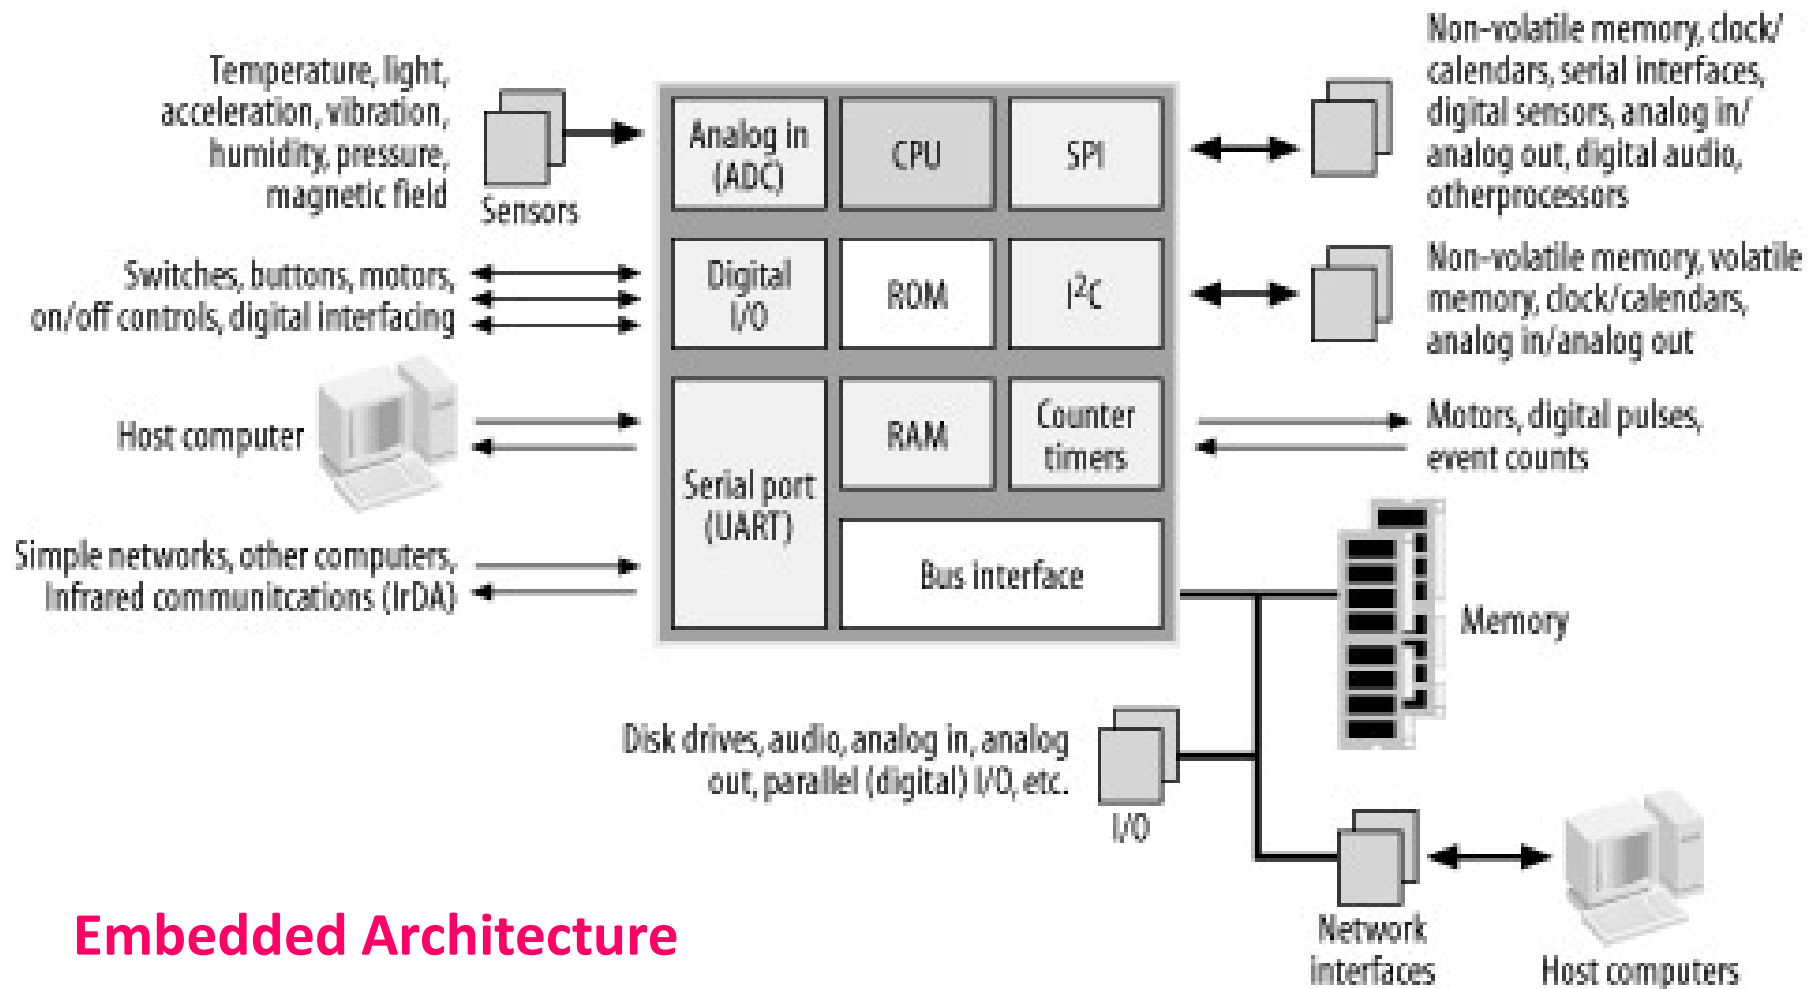 Temperature, light,
acceleration, vibration,
humidity, pressure,
magnetic field
Sensors
Switches, buttons, motors,
on/off controls, digital interfacing
Host computer
Simple networks, other computers,
Infrared communitcations (IrDA)
Analog in
(ADC)
CPU
SPI
Digital
I/O
ROM
I²C
Serial port
(UART)
RAM
Counter
timers
Bus interface
Non-volatile memory, clock/
calendars, serial interfaces,
digital sensors, analog in/
analog out, digital audio,
otherprocessors
Non-volatile memory, volatile
memory, clock/calendars,
analog in/analog out
Motors, digital pulses,
event counts
Memory
Disk drives, audio, analog in, analog
out, parallel (digital) I/O, etc.
I/O
Network
interfaces
Host computers
Embedded Architecture